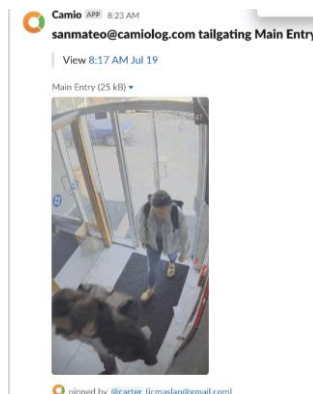 Camio APP 8:23 AM
sanmateo@camiolog.com tailgating Main Entry
View 8:17 AM Jul 19
Main Entry (25 kB)
pinned by @carter (jcmaslan@gmail.com)